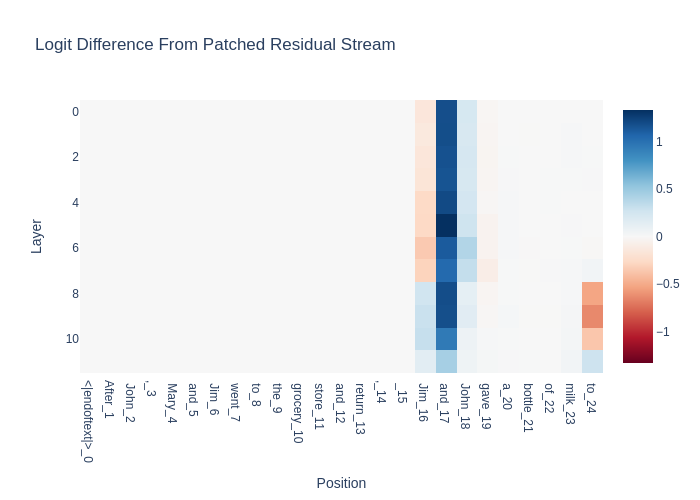 Logit Difference From Patched Residual Stream
Layer
0
2
4
6
8
10
<|endoftext|>_0
After_1
John_2
,_3
Mary_4
and_5
Jim_6
went_7
to_8
the_9
grocery_10
store_11
and_12
return_13
,_14
_15
Jim_16
and_17
John_18
gave_19
a_20
bottle_21
of_22
milk_23
to_24
Position
1
0.5
0
−0.5
−1